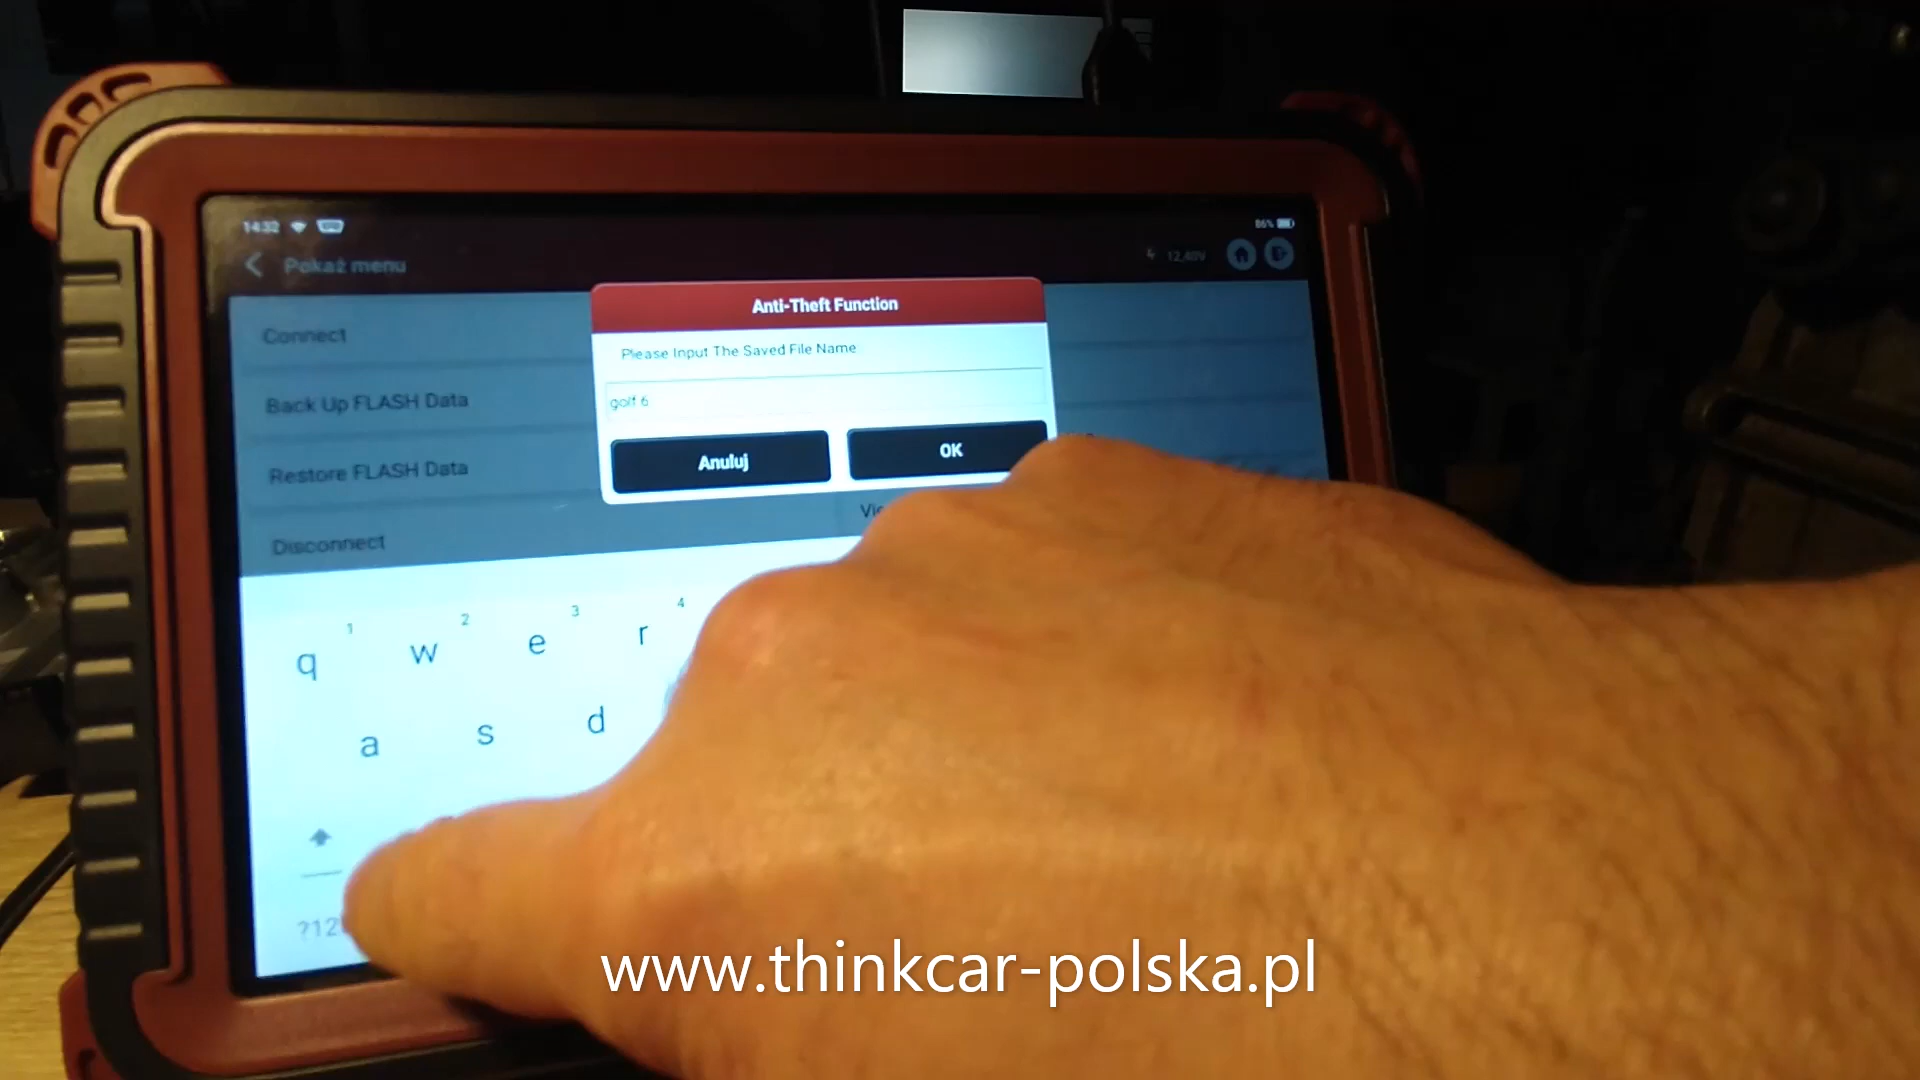 14:32
86%
Pokaż menu
12,40V
Anti-Theft Function
Connect
Please Input The Saved File Name
Back Up FLASH Data
golf 6
Anuluj
OK
Restore FLASH Data
Disconnect
1
2
3
4
q
w
e
r
a
s
d
www.thinkcar-polska.pl